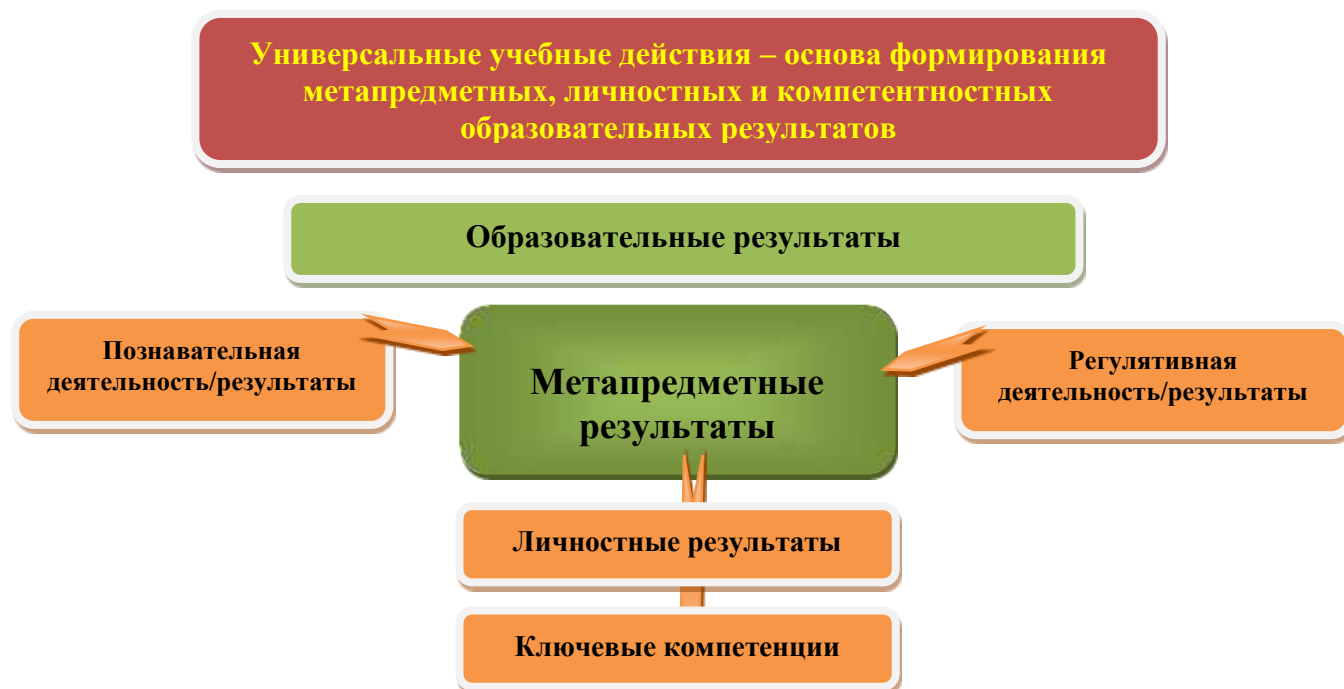 Универсальные учебные действия – основа формирования
метапредметных, личностных и компетентностных
образовательных результатов
Образовательные результаты
Познавательная
деятельность/результаты
Метапредметные
результаты
Регулятивная
деятельность/результаты
Личностные результаты
Ключевые компетенции